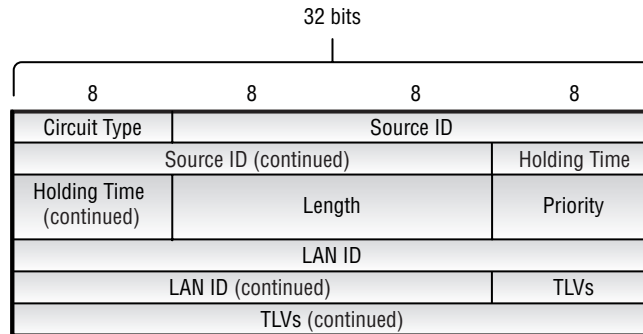 32 bits
8 8 8 8
Circuit Type Source ID
Source ID (continued) Holding Time
Holding Time
(continued) Length Priority
LAN ID
LAN ID (continued) TLVs
TLVs (continued)